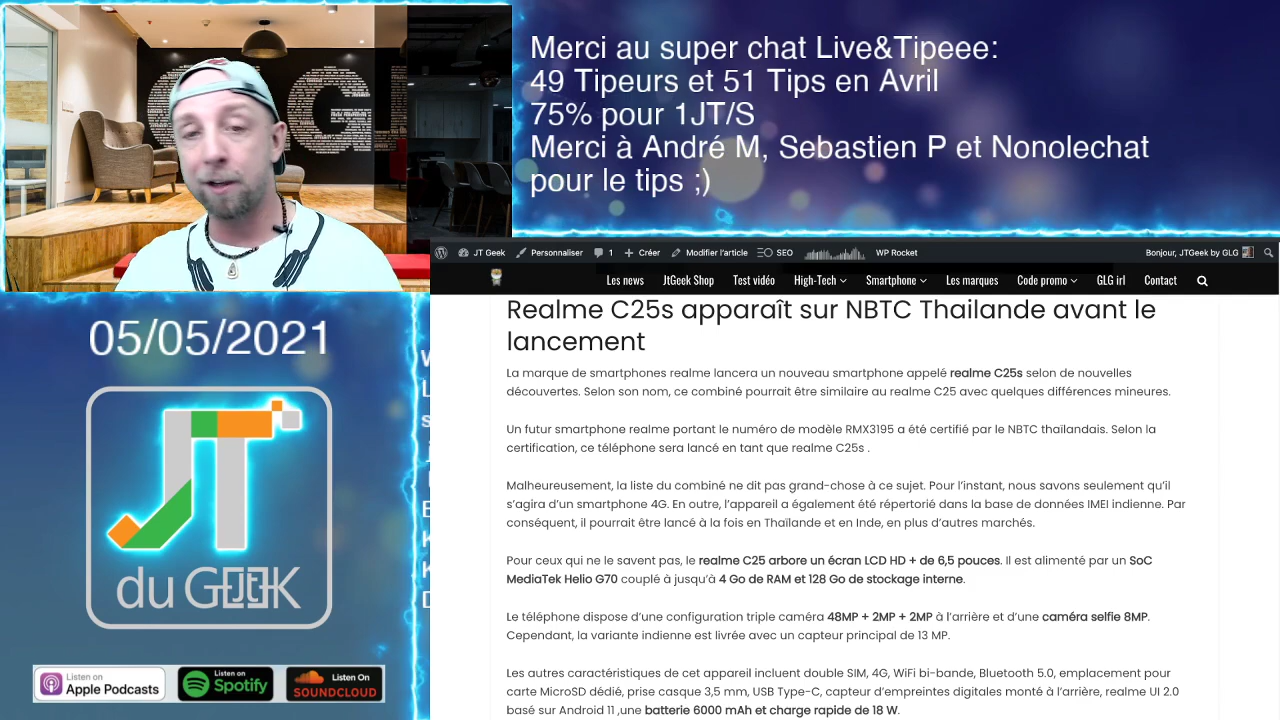 Merci au super chat Live&Tipeee:
49 Tipeurs et 51 Tips en Avril
75% pour 1JT/S
Merci à André M, Sebastien P et Nonolechat
pour le tips ;)
JT Geek Personnaliser 1 Créer Modifier l'article SEO WP Rocket Bonjour, JTGeek by GLG
Les news JtGeek Shop Test vidéo High-Tech Smartphone Les marques Code promo GLG irl Contact
Realme C25s apparaît sur NBTC Thailande avant le
lancement
La marque de smartphones realme lancera un nouveau smartphone appelé realme C25s selon de nouvelles
découvertes. Selon son nom, ce combiné pourrait être similaire au realme C25 avec quelques différences mineures.
Un futur smartphone realme portant le numéro de modèle RMX3195 a été certifié par le NBTC thaïlandais. Selon la
certification, ce téléphone sera lancé en tant que realme C25s .
Malheureusement, la liste du combiné ne dit pas grand-chose à ce sujet. Pour l'instant, nous savons seulement qu'il
s'agira d'un smartphone 4G. En outre, l'appareil a également été répertorié dans la base de données IMEI indienne. Par
conséquent, il pourrait être lancé à la fois en Thaïlande et en Inde, en plus d'autres marchés.
Pour ceux qui ne le savent pas, le realme C25 arbore un écran LCD HD + de 6,5 pouces. Il est alimenté par un SoC
MediaTek Helio G70 couplé à jusqu'à 4 Go de RAM et 128 Go de stockage interne.
Le téléphone dispose d'une configuration triple caméra 48MP + 2MP + 2MP à l'arrière et d'une caméra selfie 8MP.
Cependant, la variante indienne est livrée avec un capteur principal de 13 MP.
Les autres caractéristiques de cet appareil incluent double SIM, 4G, WiFi bi-bande, Bluetooth 5.0, emplacement pour
carte MicroSD dédié, prise casque 3,5 mm, USB Type-C, capteur d'empreintes digitales monté à l'arrière, realme UI 2.0
basé sur Android 11 ,une batterie 6000 mAh et charge rapide de 18 W.
05/05/2021
JT
du GEEK
Listen on Apple Podcasts
Listen on Spotify
Listen On SOUNDCLOUD